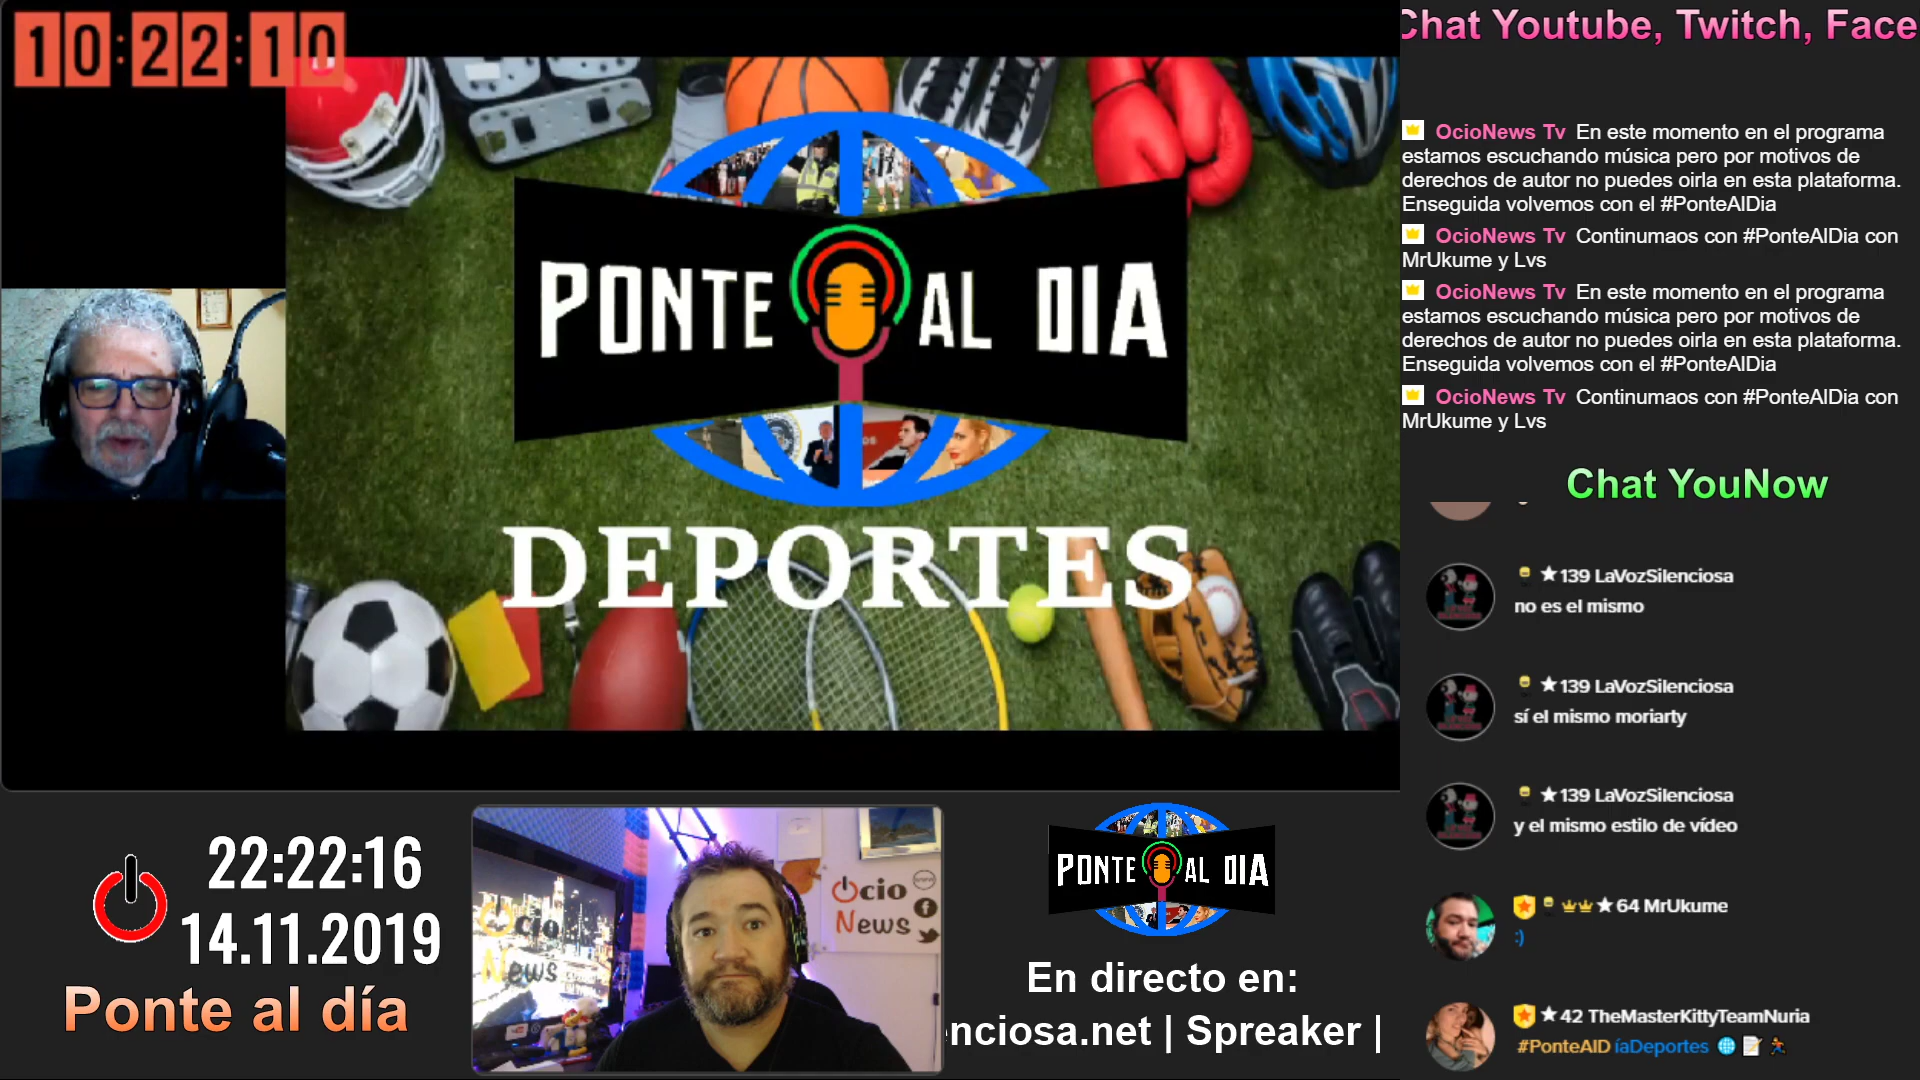 10:22:10
PONTE AL DIA
DEPORTES
22:22:16
14.11.2019
Ponte al día
Ocio
News
Ocio
News
PONTE AL DIA
En directo en:
enciosa.net | Spreaker |
Chat Youtube, Twitch, Face
OcioNews Tv En este momento en el programa
estamos escuchando música pero por motivos de
derechos de autor no puedes oirla en esta plataforma.
Enseguida volvemos con el #PonteAlDia
OcioNews Tv Continumaos con #PonteAlDia con
MrUkume y Lvs
OcioNews Tv En este momento en el programa
estamos escuchando música pero por motivos de
derechos de autor no puedes oirla en esta plataforma.
Enseguida volvemos con el #PonteAlDia
OcioNews Tv Continumaos con #PonteAlDia con
MrUkume y Lvs
Chat YouNow
★139 LaVozSilenciosa
no es el mismo
★139 LaVozSilenciosa
sí el mismo moriarty
★139 LaVozSilenciosa
y el mismo estilo de vídeo
★64 MrUkume
:)
★42 TheMasterKittyTeamNuria
#PonteAlDíaDeportes 🌐📝🏃